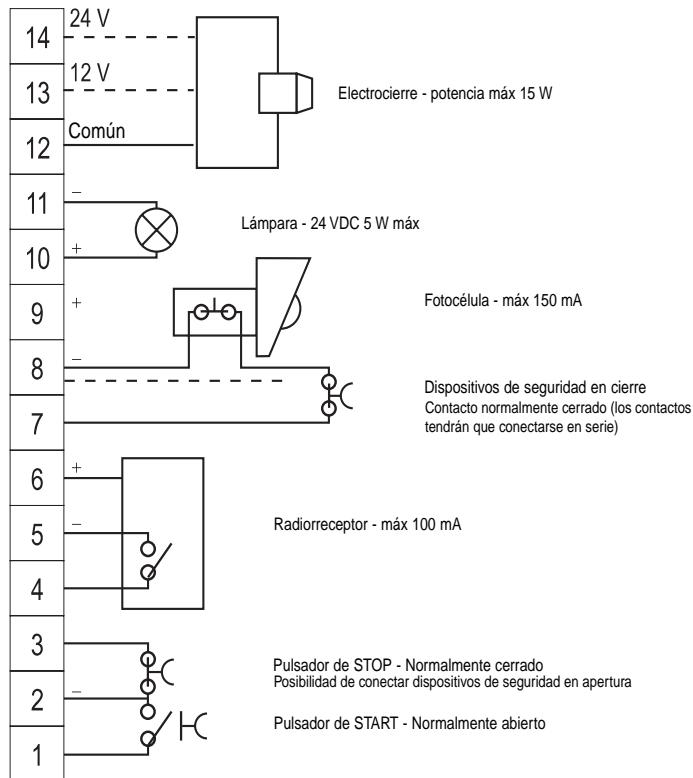 14 24 V
13 12 V
Electrocierre - potencia máx 15 W
12 Común
11 -
Lámpara - 24 VDC 5 W máx
10 +
9 + Fotocélula - máx 150 mA
8 -
Dispositivos de seguridad en cierre
Contacto normalmente cerrado (los contactos
tendrán que conectarse en serie)
7
6 +
5 - Radiorreceptor - máx 100 mA
4
3
Pulsador de STOP - Normalmente cerrado
Posibilidad de conectar dispositivos de seguridad en apertura
2 -
Pulsador de START - Normalmente abierto
1